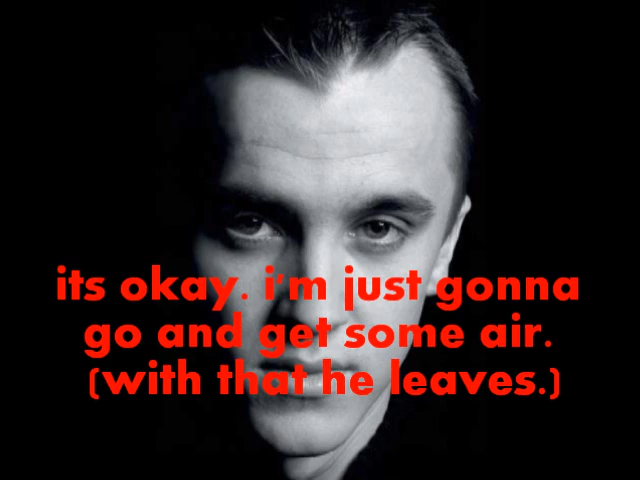 its okay. i'm just gonna
go and get some air.
(with that he leaves.)